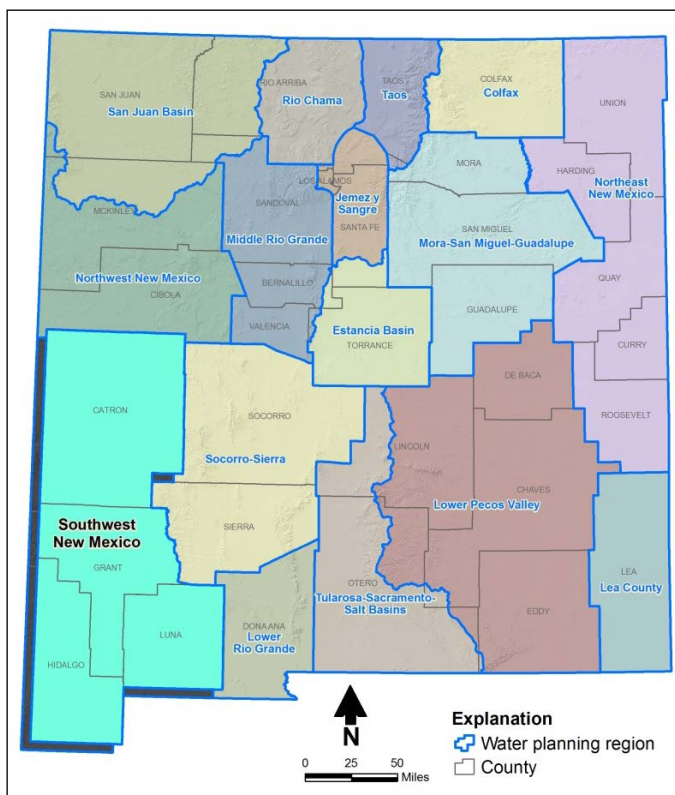 SAN JUAN
San Juan Basin
RIO ARRIBA
Rio Chama
TAOS
Taos
COLFAX
Colfax
UNION
MORA
HARDING
Northeast
New Mexico
LOS ALAMOS
Jemez y
Sangre
SANTA FE
MCKINLEY
SANDOVAL
Middle Rio Grande
SAN MIGUEL
Mora-San Miguel-Guadalupe
Northwest New Mexico
CIBOLA
BERNALILLO
VALENCIA
Estancia Basin
TORRANCE
GUADALUPE
QUAY
CURRY
DE BACA
ROOSEVELT
CATRON
SOCORRO
Socorro-Sierra
LINCOLN
Lower Pecos Valley
CHAVES
SIERRA
Southwest
New Mexico
GRANT
OTERO
Tularosa-Sacramento-
Salt Basins
LEA
Lea County
EDDY
DONA ANA
Lower
Rio Grande
LUNA
HIDALGO
N
0 25 50
Miles
Explanation
Water planning region
County